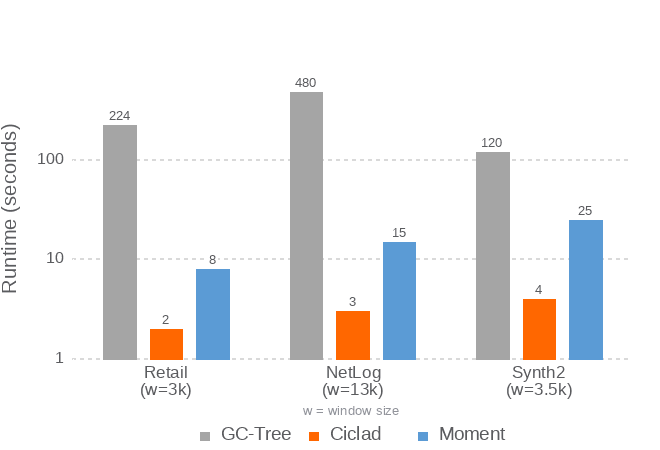 Runtime (seconds)
100
10
1
224
2
8
480
3
15
120
4
25
Retail
(w=3k)
NetLog
(w=13k)
Synth2
(w=3.5k)
w = window size
GC-Tree
Ciclad
Moment